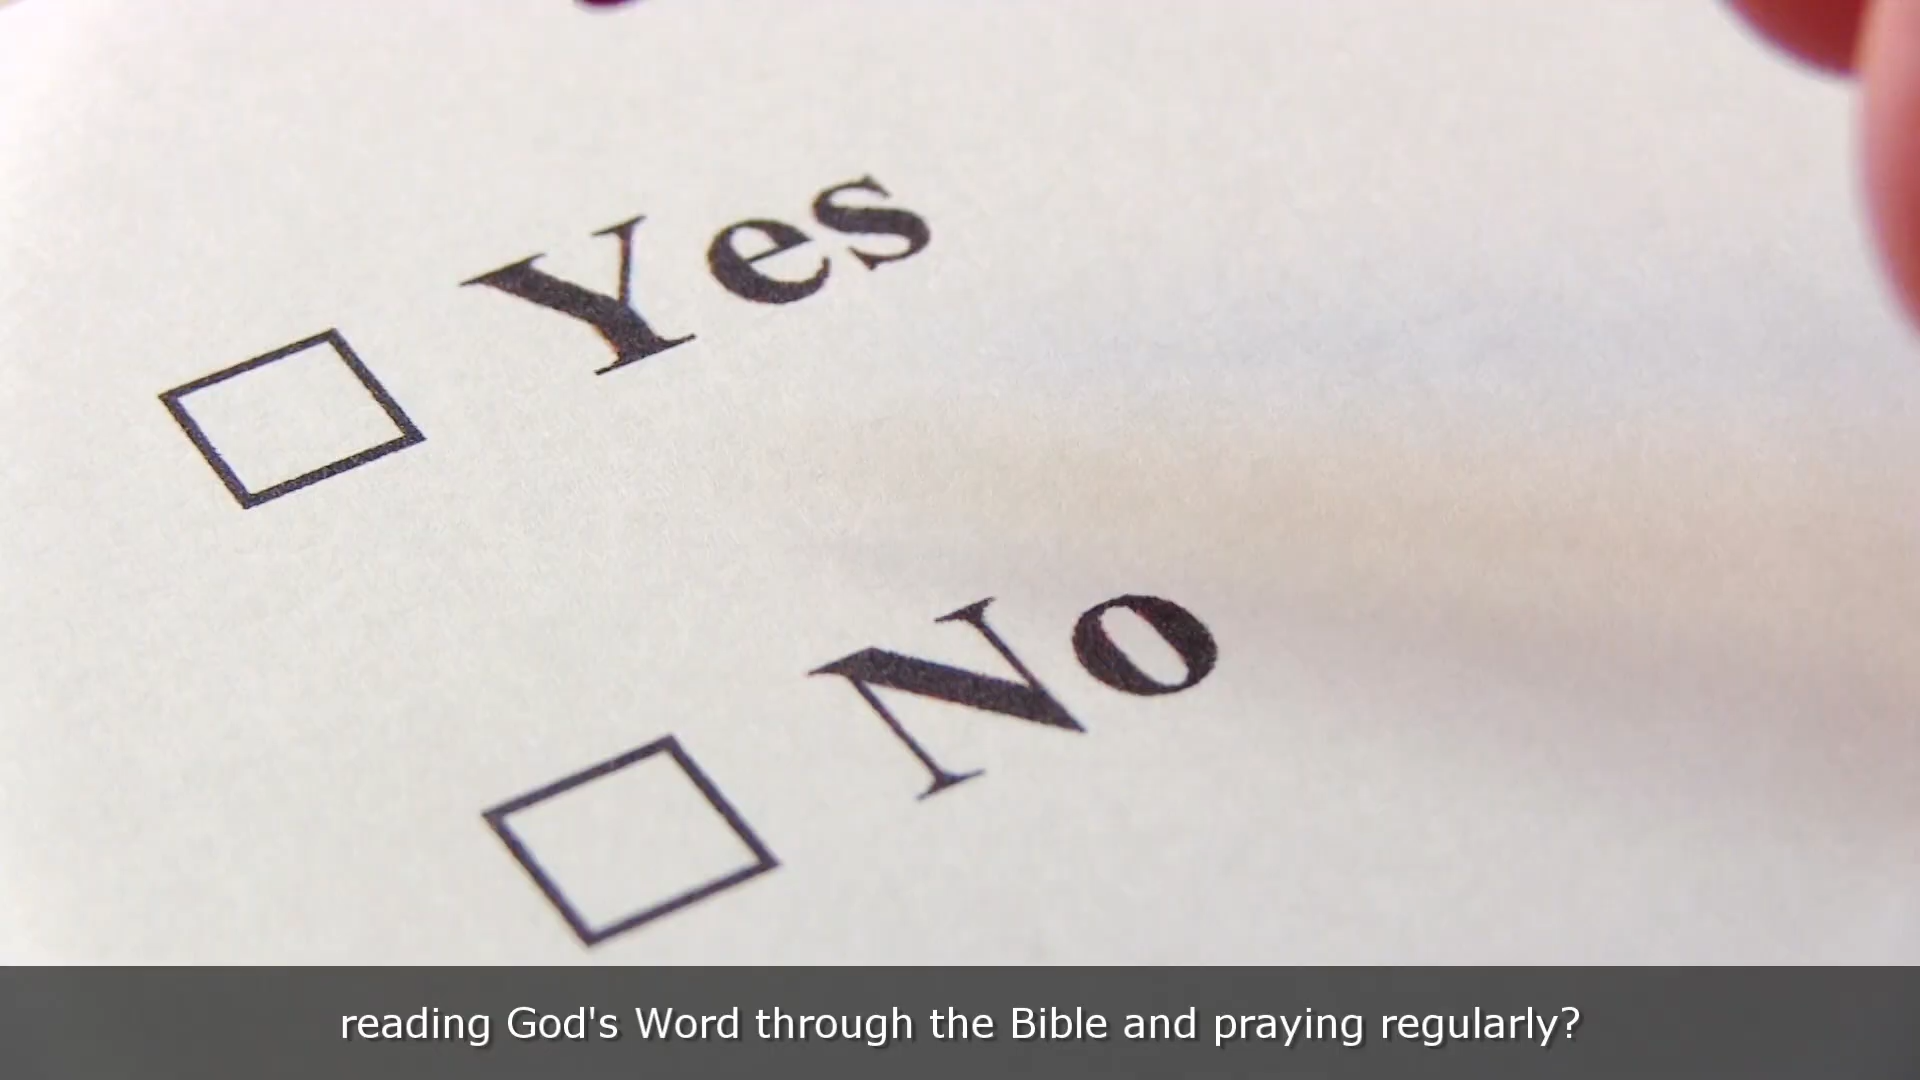 Yes
No
reading God's Word through the Bible and praying regularly?